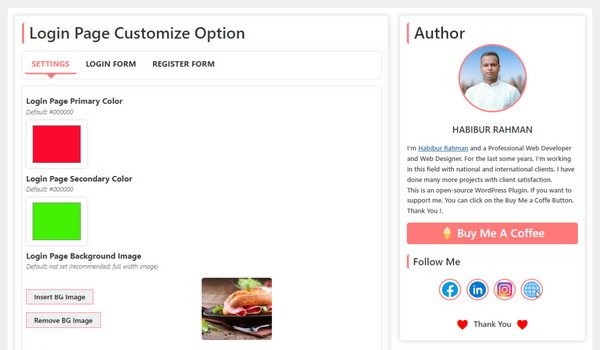 Login Page Customize Option
SETTINGS LOGIN FORM REGISTER FORM
Login Page Primary Color
Default: #000000
Login Page Secondary Color
Default: #000000
Login Page Background Image
Default: not set (recommended: full width image)
Insert BG Image
Remove BG Image
Author
HABIBUR RAHMAN
I'm Habibur Rahman and a Professional Web Developer
and Web Designer. For the last some years, I'm working
in this field with national and international clients. I have
done many more projects with client satisfaction.
This is an open-source WordPress Plugin. If you want to
support me. You can click on the Buy Me a Coffe Button.
Thank You !.
Buy Me A Coffee
Follow Me
Thank You